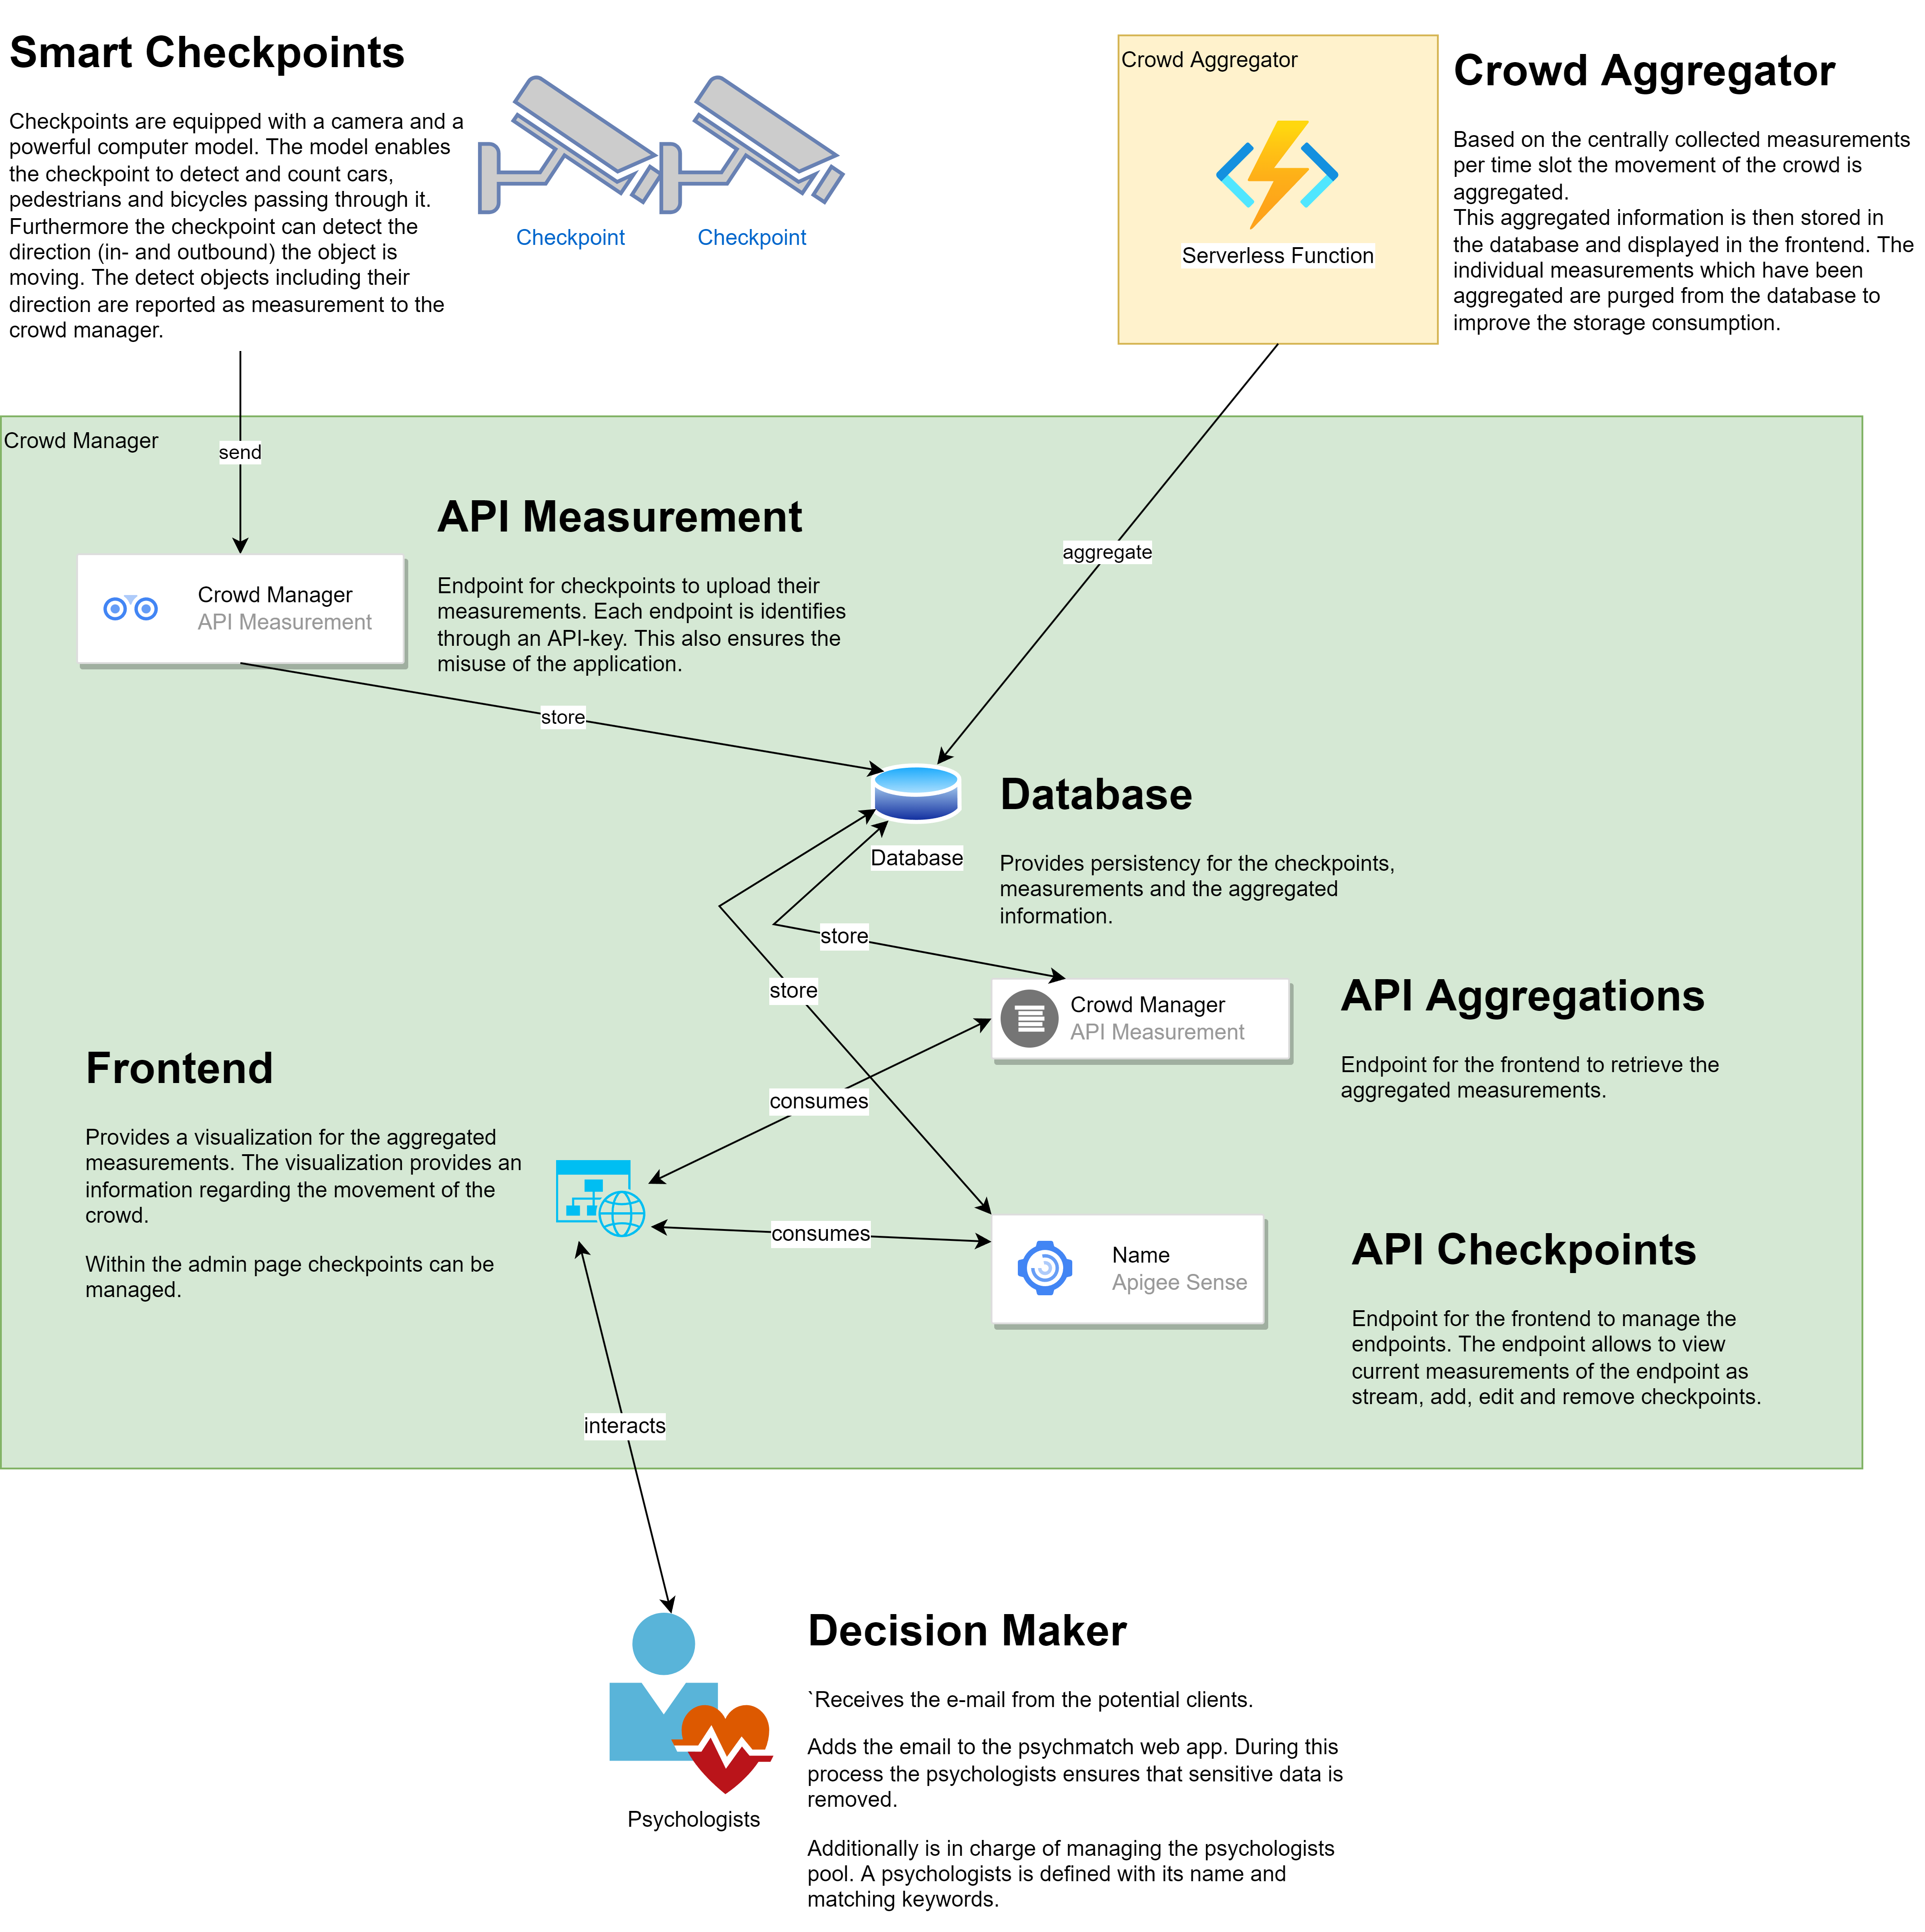 Smart Checkpoints
Checkpoints are equipped with a camera and a
powerful computer model. The model enables
the checkpoint to detect and count cars,
pedestrians and bicycles passing through it.
Furthermore the checkpoint can detect the
direction (in- and outbound) the object is
moving. The detect objects including their
direction are reported as measurement to the
crowd manager.
Checkpoint
Checkpoint
Crowd Aggregator
Serverless Function
Crowd Aggregator
Based on the centrally collected measurements
per time slot the movement of the crowd is
aggregated.
This aggregated information is then stored in
the database and displayed in the frontend. The
individual measurements which have been
aggregated are purged from the database to
improve the storage consumption.
Crowd Manager
send
Crowd Manager
API Measurement
API Measurement
Endpoint for checkpoints to upload their
measurements. Each endpoint is identifies
through an API-key. This also ensures the
misuse of the application.
aggregate
store
Database
Database
Provides persistency for the checkpoints,
measurements and the aggregated
information.
store
store
Crowd Manager
API Measurement
API Aggregations
Endpoint for the frontend to retrieve the
aggregated measurements.
Frontend
Provides a visualization for the aggregated
measurements. The visualization provides an
information regarding the movement of the
crowd.
Within the admin page checkpoints can be
managed.
consumes
consumes
Name
Apigee Sense
API Checkpoints
Endpoint for the frontend to manage the
endpoints. The endpoint allows to view
current measurements of the endpoint as
stream, add, edit and remove checkpoints.
interacts
Psychologists
Decision Maker
`Receives the e-mail from the potential clients.
Adds the email to the psychmatch web app. During this
process the psychologists ensures that sensitive data is
removed.
Additionally is in charge of managing the psychologists
pool. A psychologists is defined with its name and
matching keywords.